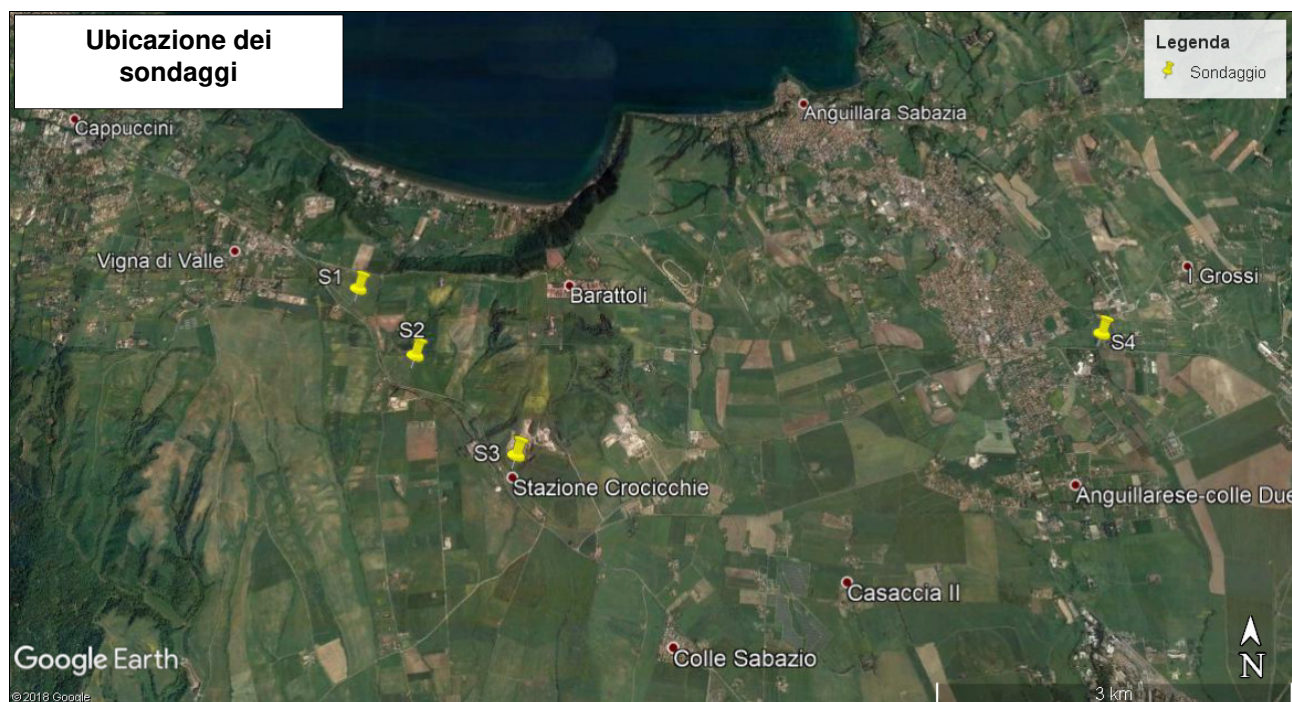 Ubicazione dei
sondaggi
Legenda
Sondaggio
Cappuccini
Anguillara Sabazia
Vigna di Valle
S1
Barattoli
I Grossi
S2
S4
S3
Stazione Crocicchie
Anguillarese-colle Due
Casaccia II
Colle Sabazio
N
Google Earth
©2018 Google
3 km